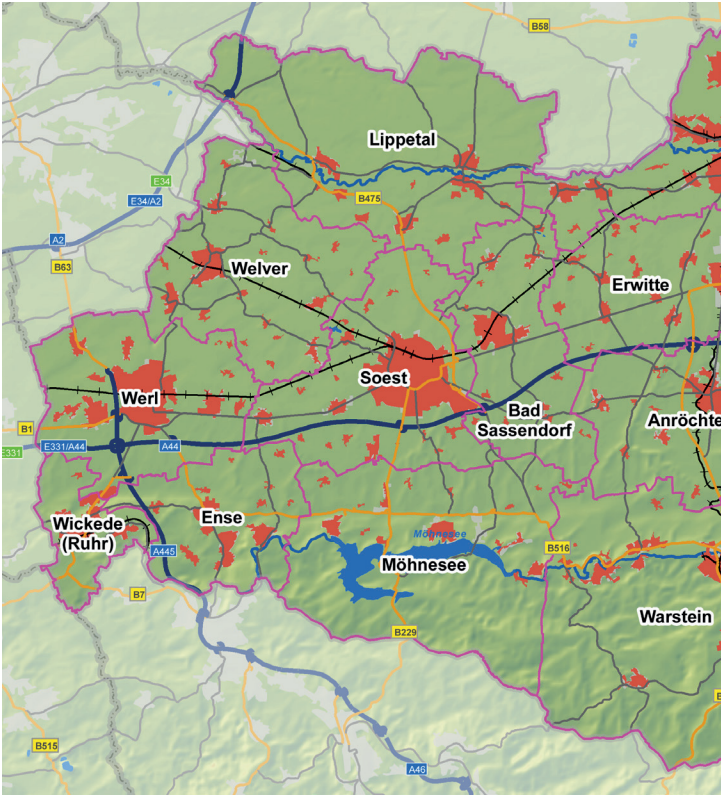 B58
Lippetal
E34
E34/A2
B475
A2
B63
Welver
Erwitte
Soest
Werl
Bad
Sassendorf
B1
Anröchte
E331
E331/A44
A44
Wickede
(Ruhr)
Ense
Möhnesee
A445
B516
Möhnesee
B7
Warstein
B229
B515
A46